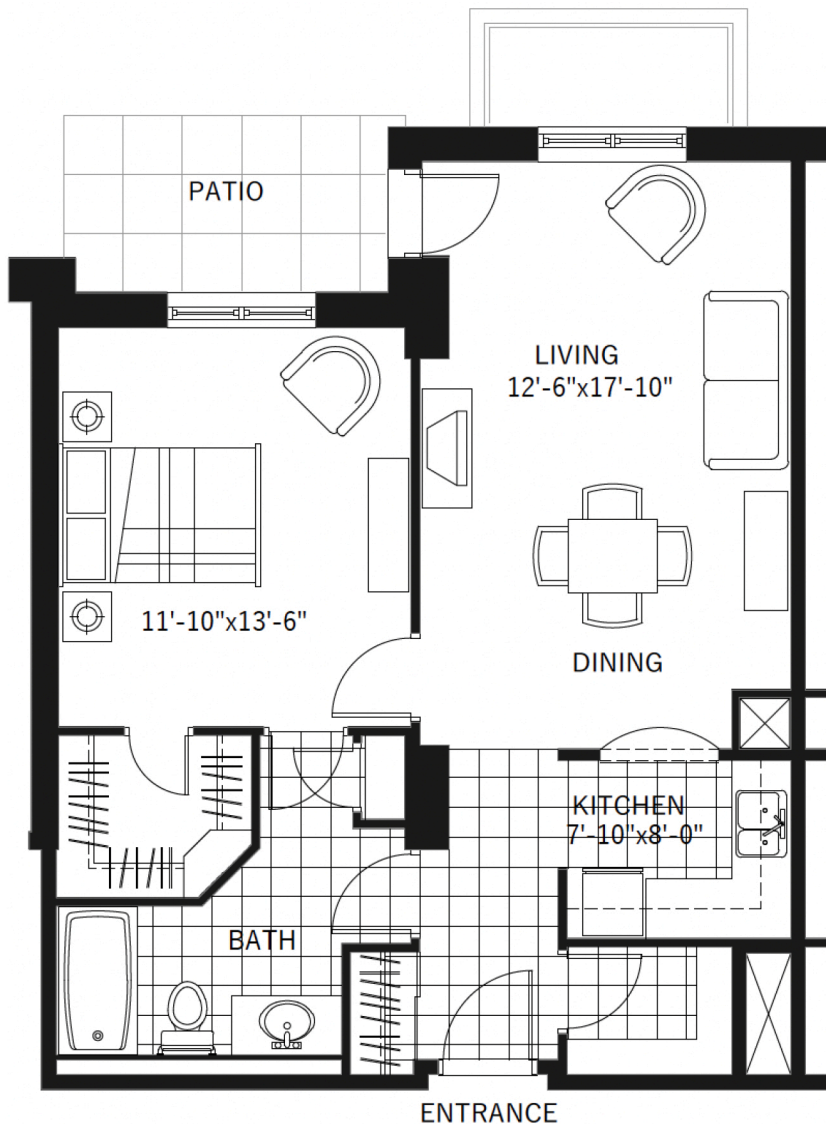 PATIO
LIVING
12'-6"x17'-10"
11'-10"x13'-6"
DINING
KITCHEN
7'-10"x8'-0"
BATH
ENTRANCE